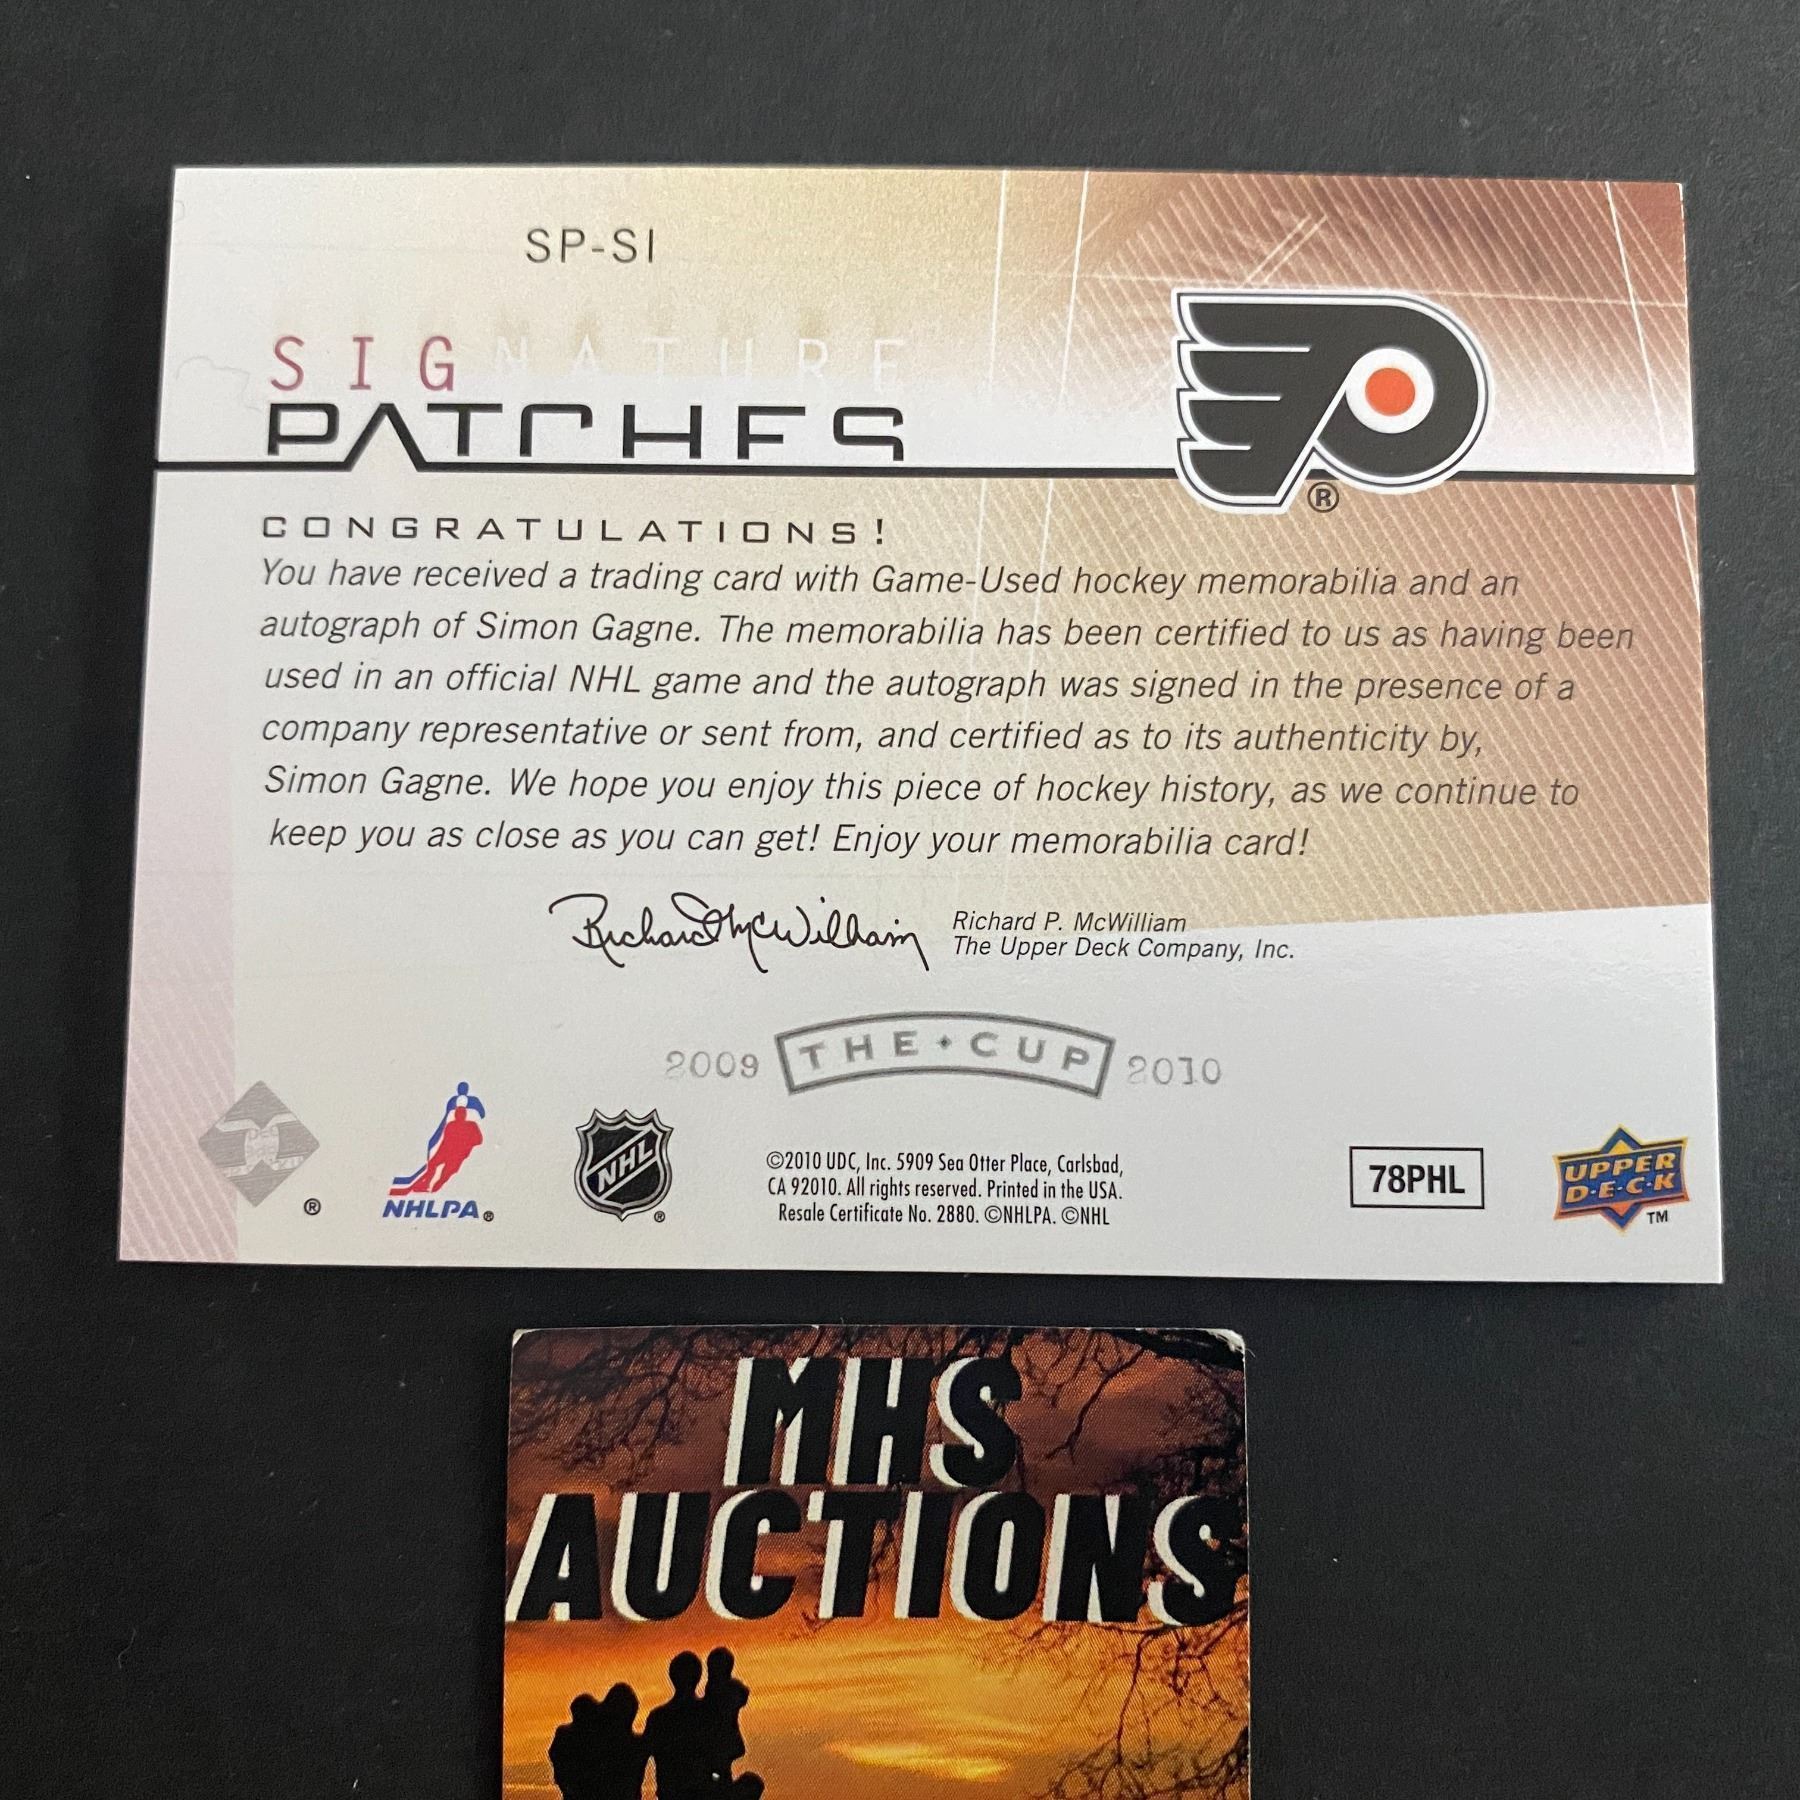 SP-SI
SIGNATURE
PATCHES
®
CONGRATULATIONS!
You have received a trading card with Game-Used hockey memorabilia and an
autograph of Simon Gagne. The memorabilia has been certified to us as having been
used in an official NHL game and the autograph was signed in the presence of a
company representative or sent from, and certified as to its authenticity by,
Simon Gagne. We hope you enjoy this piece of hockey history, as we continue to
keep you as close as you can get! Enjoy your memorabilia card!
Richard McWilliam
Richard P. McWilliam
The Upper Deck Company, Inc.
2009 THE CUP 2010
®
NHLPA®
NHL®
©2010 UDC, Inc. 5909 Sea Otter Place, Carlsbad,
CA 92010. All rights reserved. Printed in the USA.
Resale Certificate No. 2880. ©NHLPA. ©NHL
78PHL
UPPER
D·E·C·K
TM
MHS
AUCTIONS